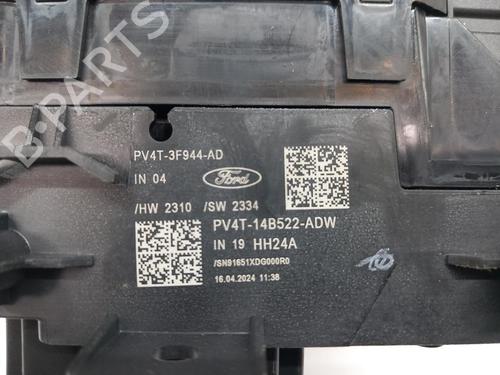 B-PARTS
PV4T-3F944-AD
IN 04
Ford
/HW 2310 /SW 2334
PV4T-14B522-ADW
IN 19 HH24A
/SN91651XDG000R0
16.04.2024 11:38